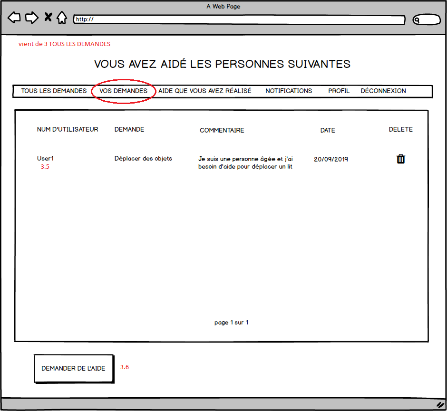 A Web Page
http://
vient de 3 TOUS LES DEMANDES
VOUS AVEZ AIDÉ LES PERSONNES SUIVANTES
TOUS LES DEMANDES VOS DEMANDES AIDE QUE VOUS AVEZ RÉALISÉ NOTIFICATIONS PROFIL DÉCONNEXION
NUM D'UTILISATEUR DEMANDE COMMENTAIRE DATE DELETE
User1 Déplacer des objets Je suis une personne âgée et j'ai 20/09/2019
3.5 besoin d'aide pour déplacer un lit
page 1 sur 1
DEMANDER DE L'AIDE